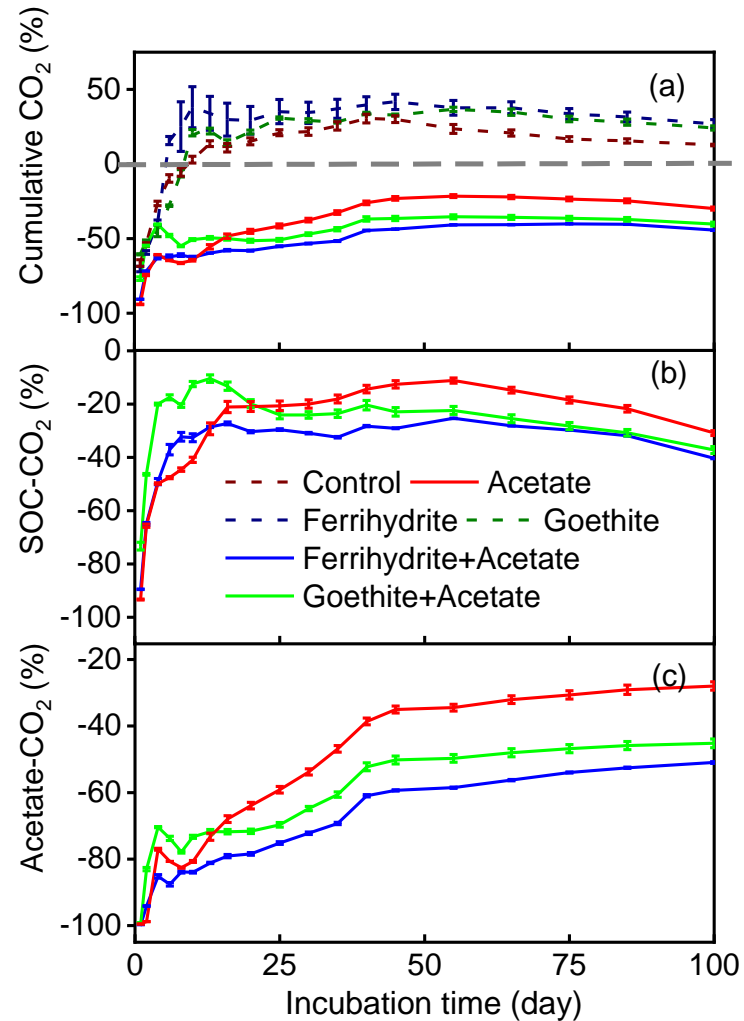 Cumulative CO₂ (%)
50
0
-50
-100
(a)
SOC-CO₂ (%)
0
-20
-40
-60
-80
-100
(b)
Control Acetate
Ferrihydrite Goethite
Ferrihydrite+Acetate
Goethite+Acetate
Acetate-CO₂ (%)
-20
-40
-60
-80
-100
(c)
0 25 50 75 100
Incubation time (day)